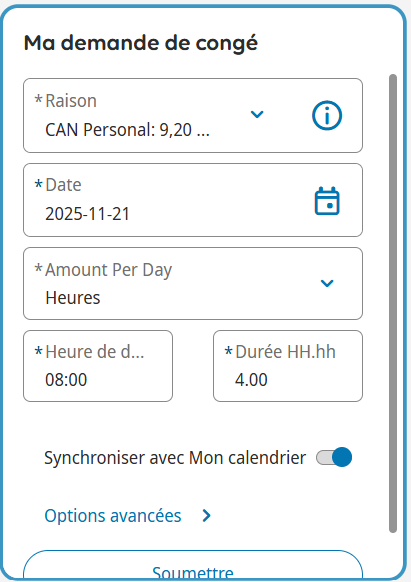 Ma demande de congé
*Raison
CAN Personal: 9,20 ...
*Date
2025-11-21
*Amount Per Day
Heures
*Heure de d...
08:00
*Durée HH.hh
4.00
Synchroniser avec Mon calendrier
Options avancées
Soumettre